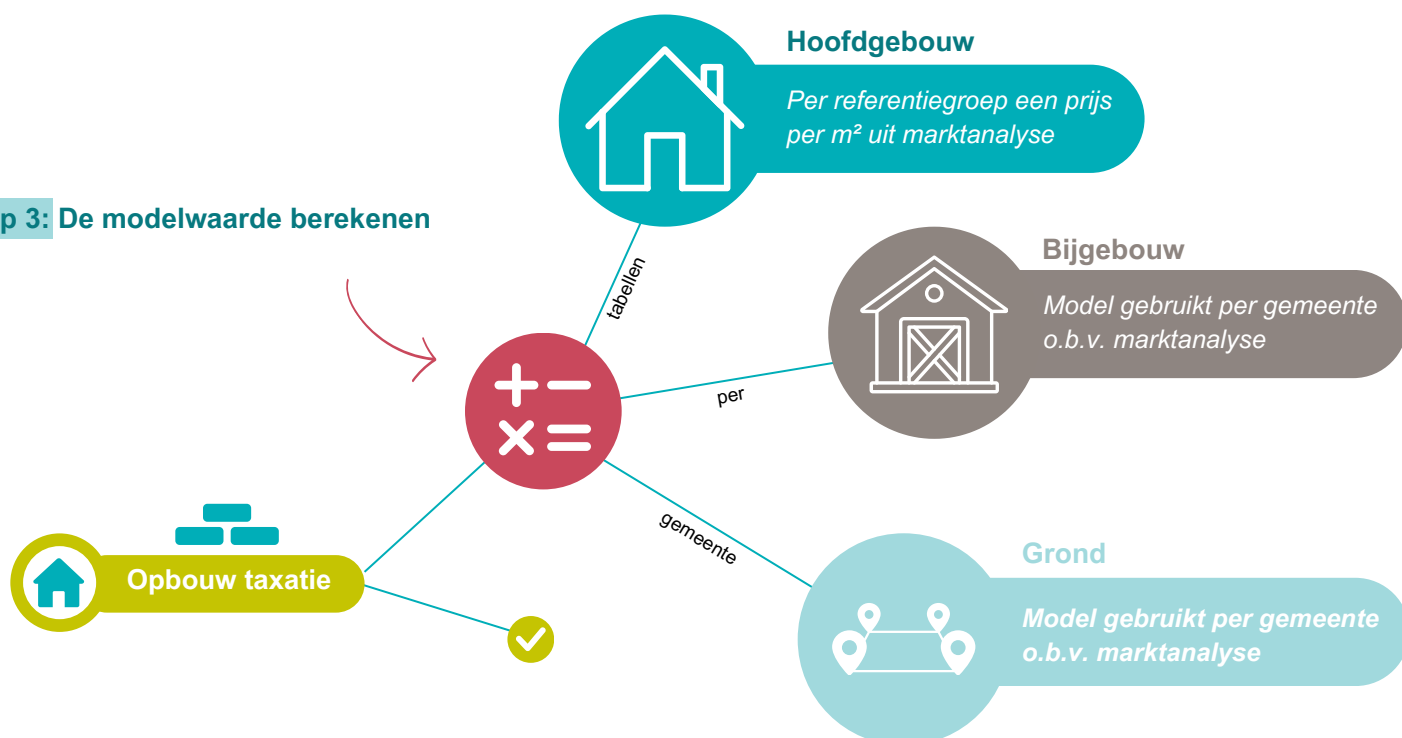 Hoofdgebouw
Per referentiegroep een prijs
per m² uit marktanalyse
p 3: De modelwaarde berekenen
tabellen
Bijgebouw
Model gebruikt per gemeente
o.b.v. marktanalyse
per
gemeente
Grond
Model gebruikt per gemeente
o.b.v. marktanalyse
Opbouw taxatie